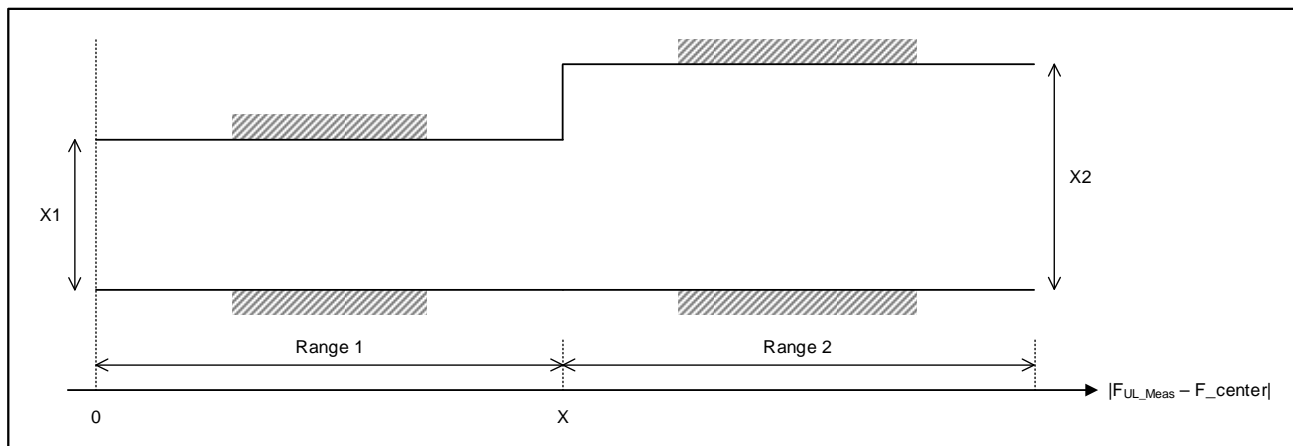 X1
X2
Range 1
Range 2
0
X
|FUL_Meas – F_center|